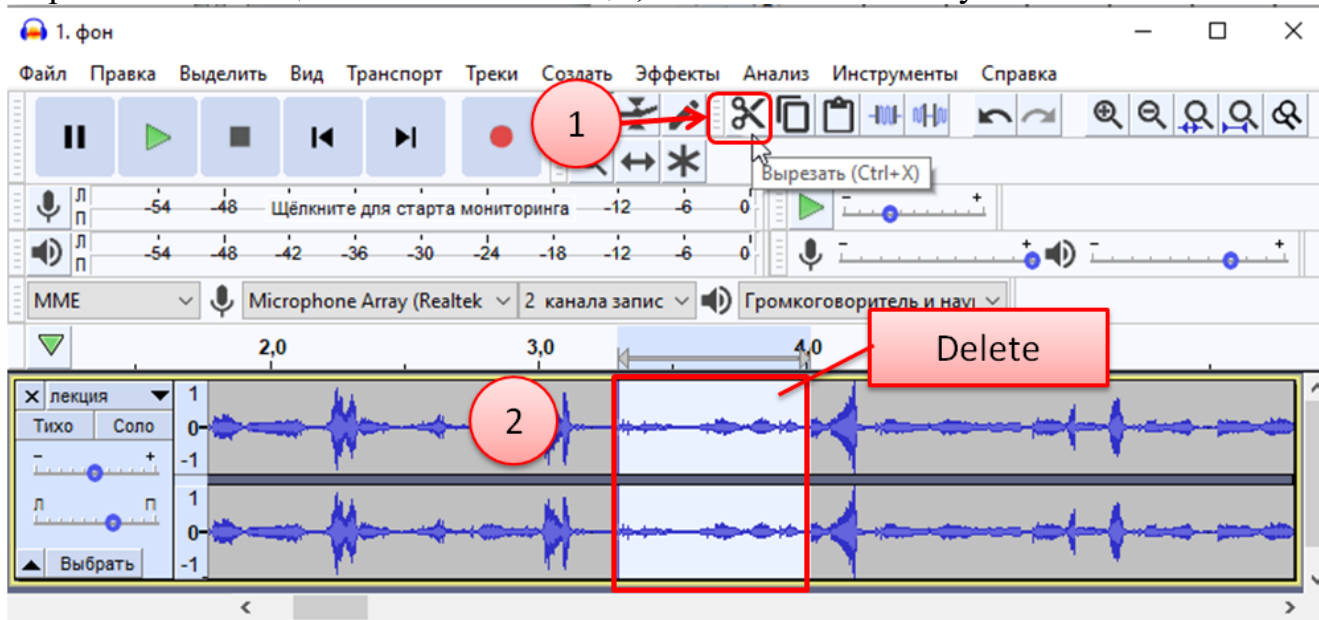 1. фон
Файл Правка Выделить Вид Транспорт Треки Создать Эффекты Анализ Инструменты Справка
1
Вырезать (Ctrl+X)
Л
П
-54 -48 Щёлкните для старта мониторинга -12 -6 0
- +
Л
П
-54 -48 -42 -36 -30 -24 -18 -12 -6 0
- + - +
MME Microphone Array (Realtek 2 канала запис Громкоговоритель и нау
2,0 3,0 4,0
Delete
X лекция
1
Тихо Соло
0
- +
-1
2
Л П
1
0
Выбрать
-1